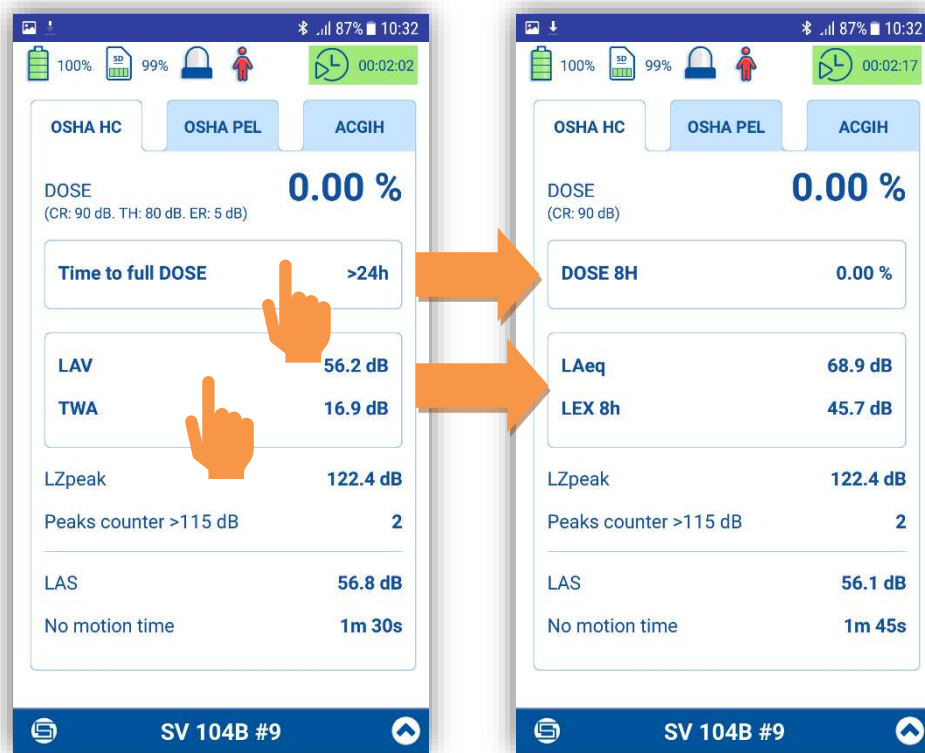 87% 10:32
100% SD 99% 00:02:02
OSHA HC OSHA PEL ACGIH
DOSE 0.00 %
(CR: 90 dB. TH: 80 dB. ER: 5 dB)
Time to full DOSE >24h
LAV 56.2 dB
TWA 16.9 dB
LZpeak 122.4 dB
Peaks counter >115 dB 2
LAS 56.8 dB
No motion time 1m 30s
SV 104B #9
87% 10:32
100% SD 99% 00:02:17
OSHA HC OSHA PEL ACGIH
DOSE 0.00 %
(CR: 90 dB)
DOSE 8H 0.00 %
LAeq 68.9 dB
LEX 8h 45.7 dB
LZpeak 122.4 dB
Peaks counter >115 dB 2
LAS 56.1 dB
No motion time 1m 45s
SV 104B #9